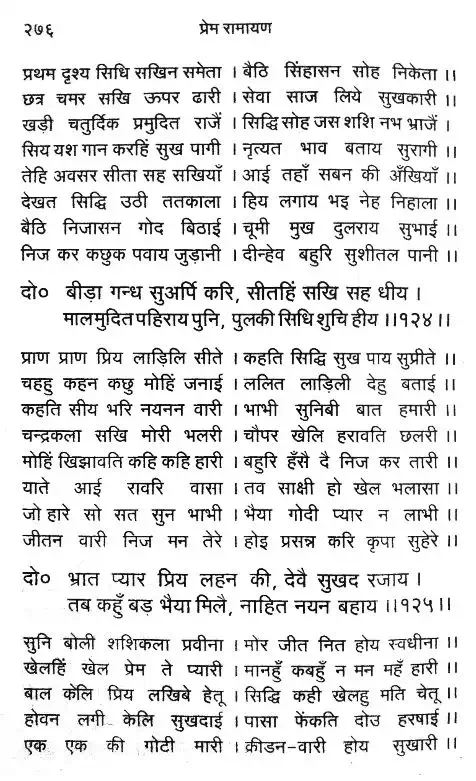 २७६ प्रेम रामायण
प्रथम दृश्य सिधि सखिन समेता । बैठि सिंहासन सोह निकेता ।।
छत्र चमर सखि ऊपर ढारी । सेवा साज लिये सुखकारी ।।
खड़ी चतुर्दिक प्रमुदित राजैं । सिद्धि सोह जस शशि नभ भ्राजैं ।
सिय यश गान करहिं सुख पागी । नृत्यत भाव बताय सुरागी ।।
तेहि अवसर सीता सह सखियाँ । आई तहाँ सबन की अँखियाँ ।।
देखत सिद्धि उठी ततकाला । हिय लगाय भइ नेह निहाला ।।
बैठि निजासन गोद बिठाई । चूमी मुख दुलराय सुभाई ।।
निज कर कछुक पवाय जुड़ानी । दीन्हेव बहुरि सुशीतल पानी ।।
दो० बीड़ा गन्ध सुअर्पि करि, सीतहिं सखि सह धीय ।
मालमुदित पहिराय पुनि, पुलकी सिधि शुचि हीय ।।१२४।।
प्राण प्राण प्रिय लाड़िलि सीते । कहति सिद्धि सुख पाय सुप्रीते ।।
चहहु कहन कछु मोहिं जनाई । ललित लाड़िली देहु बताई ।।
कहति सीय भरि नयनन वारी । भाभी सुनिबी बात हमारी ।।
चन्द्रकला सखि मोरी भलरी । चौपर खेलि हरावति छलरी ।।
मोहिं खिझावति कहि कहि हारी । बहुरि हँसै दै निज कर तारी ।।
याते आई रावरि वासा । तव साक्षी हो खेल भलासा ।।
जो हारे सो सत सुन भाभी । भैया गोदी प्यार न लाभी ।।
जीतन वारी निज मन तेरे । होइ प्रसन्न करि कृपा सुहेरे ।।
दो० भ्रात प्यार प्रिय लहन की, देवै सुखद रजाय ।
तब कहुँ बड़ भैया मिलै, नाहित नयन बहाय ।।१२५।।
सुनि बोली शशिकला प्रवीना । मोर जीत नित होय स्वधीना ।।
खेलहिं खेल प्रेम ते प्यारी । मानहुँ कबहुँ न मन महँ हारी ।।
बाल केलि प्रिय लखिबे हेतू । सिद्धि कही खेलहु मति चेतू ।।
होवन लगी केलि सुखदाई । पासा फेंकति दोउ हरषाई ।।
एक एक की गोटी मारी । क्रीडन-वारी होय सुखारी ।।